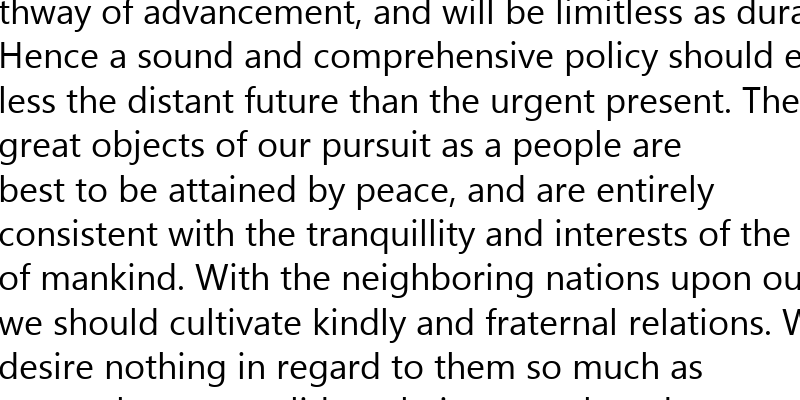 thway of advancement, and will be limitless as dura
Hence a sound and comprehensive policy should e
less the distant future than the urgent present. The
great objects of our pursuit as a people are
best to be attained by peace, and are entirely
consistent with the tranquillity and interests of the
of mankind. With the neighboring nations upon ou
we should cultivate kindly and fraternal relations. W
desire nothing in regard to them so much as